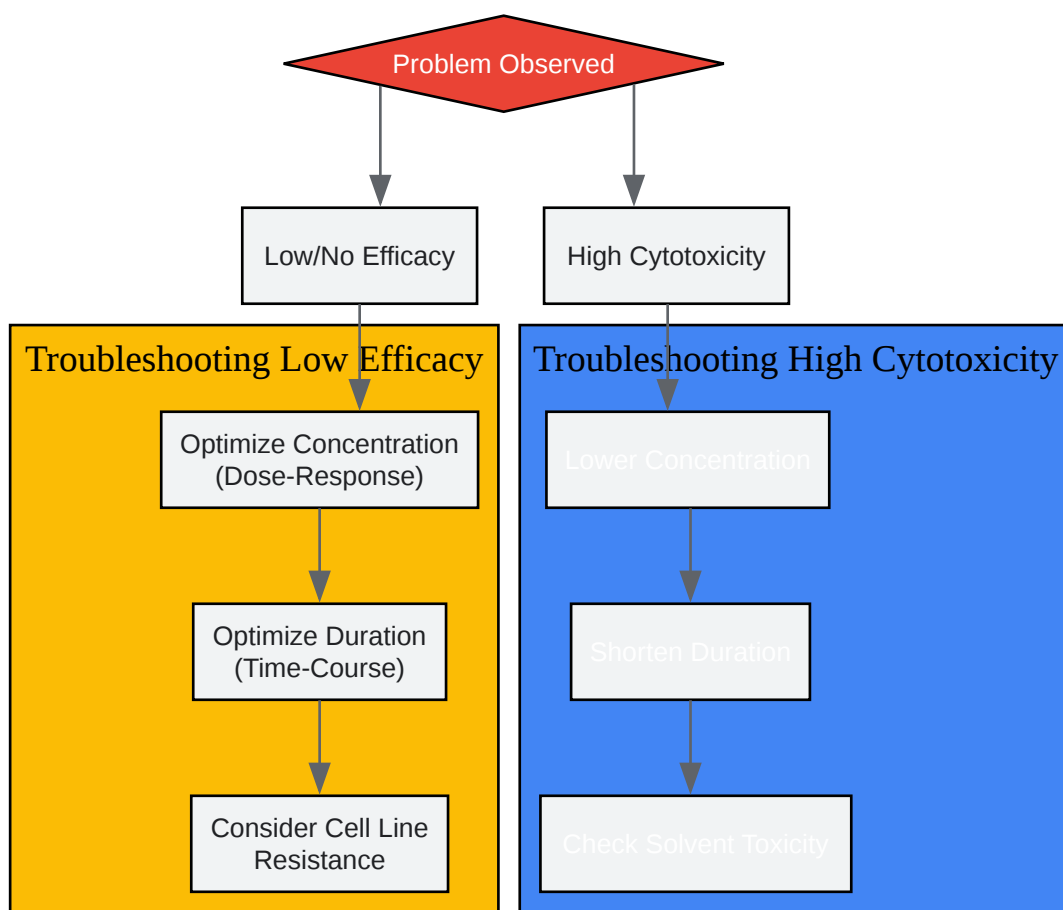 Problem Observed
Low/No Efficacy
High Cytotoxicity
Troubleshooting Low Efficacy
Troubleshooting High Cytotoxicity
Optimize Concentration
(Dose-Response)
Lower Concentration
Optimize Duration
(Time-Course)
Shorten Duration
Consider Cell Line
Resistance
Check Solvent Toxicity